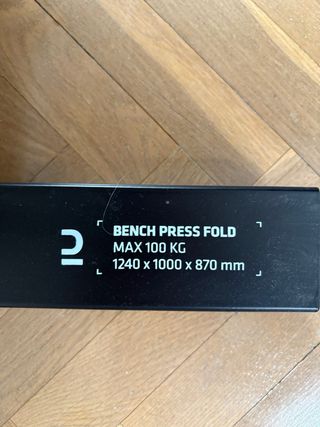 BENCH PRESS FOLD
MAX 100 KG
1240 x 1000 x 870 mm